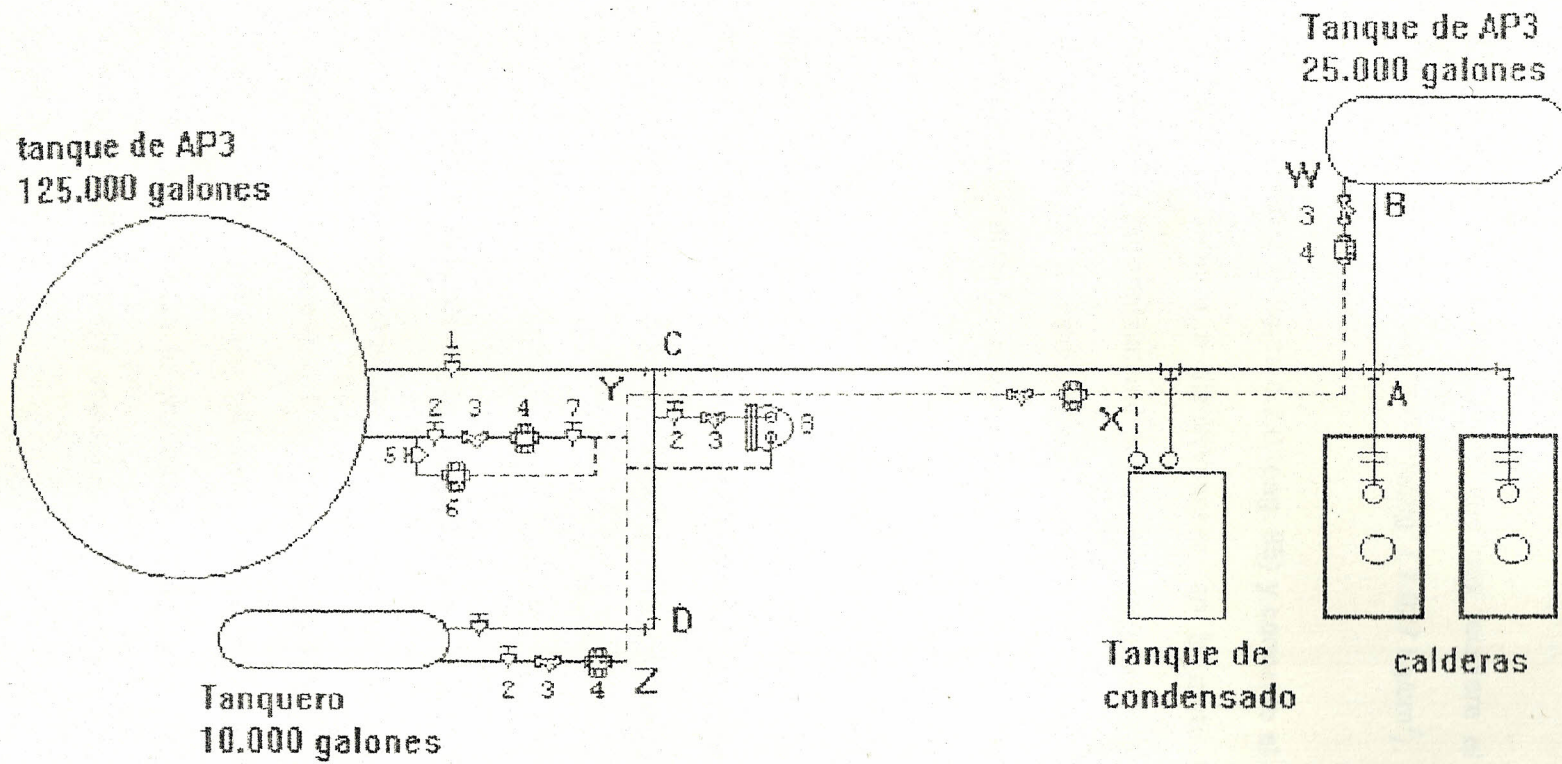 Tanque de AP3
25.000 galones
tanque de AP3
125.000 galones
W
3
4
B
1
C
Y
A
X
2 3 4 7
2 3
8
5
6
D
Z
2 3 4
Tanquero
10.000 galones
Tanque de
condensado
calderas